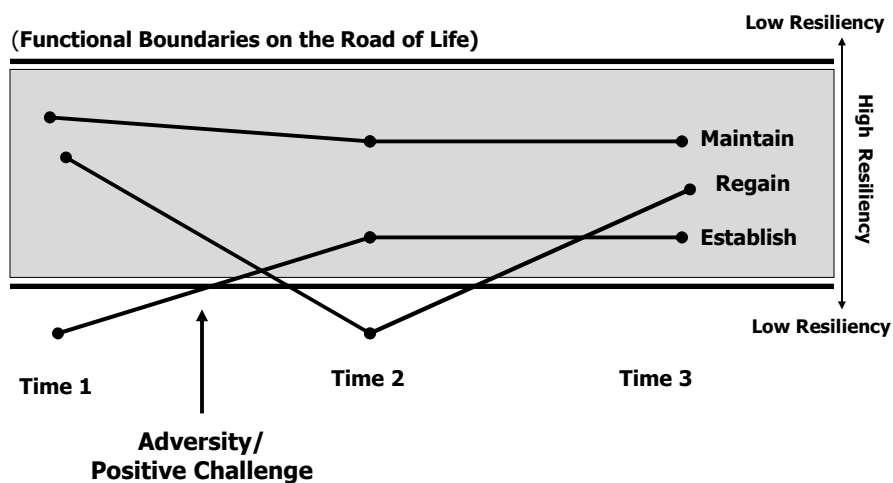 Low Resiliency
(Functional Boundaries on the Road of Life)
High Resiliency
Maintain
Regain
Establish
Low Resiliency
Time 1
Time 2
Time 3
Adversity/
Positive Challenge